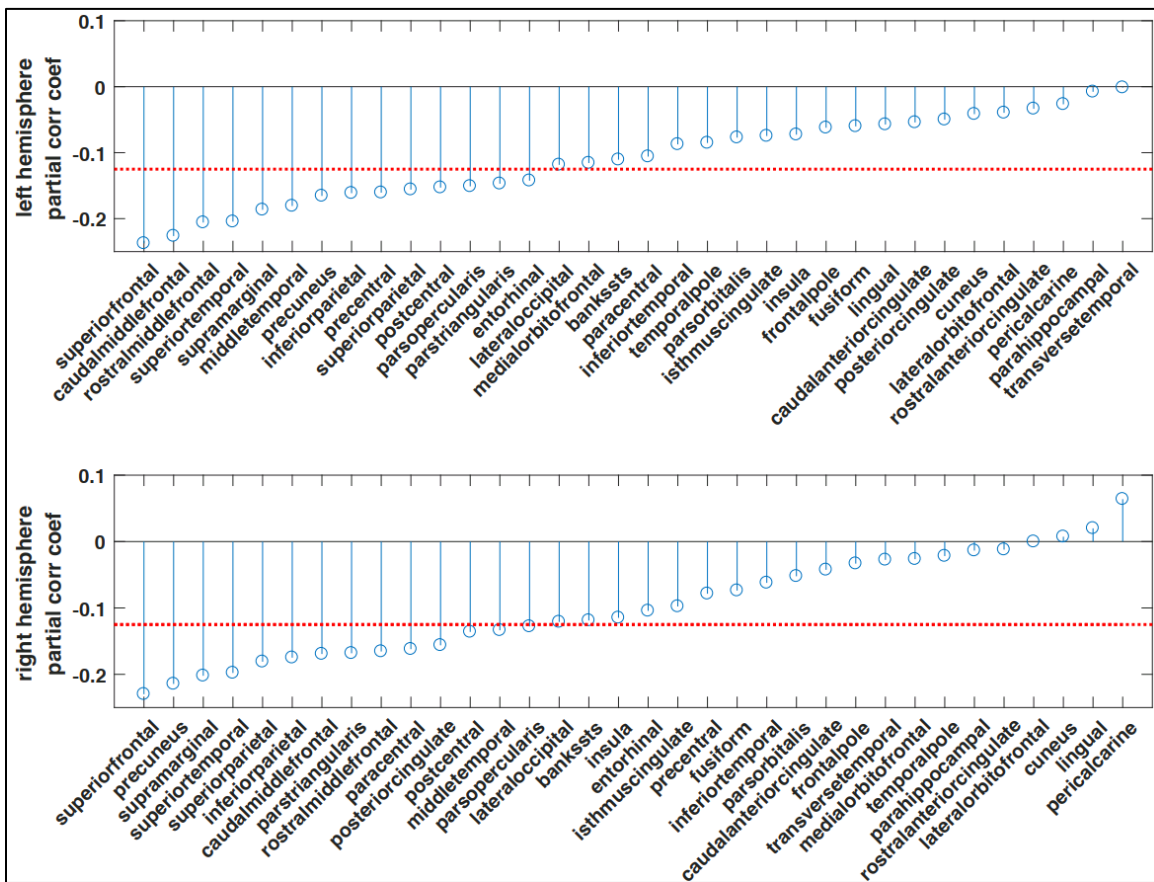 0.1
0
-0.1
-0.2
left hemisphere
partial corr coef
superiorfrontal
caudalmiddlefrontal
rostralmiddlefrontal
superiortemporal
supramarginal
middletemporal
precuneus
inferiorparietal
precentral
superiorparietal
postcentral
parsopercularis
parstriangularis
entorhinal
lateraloccipital
medialorbitofrontal
bankssts
paracentral
inferiortemporal
temporalpole
parsorbitalis
isthmuscingulate
insula
frontalpole
fusiform
lingual
caudalanteriorcingulate
posteriorcingulate
cuneus
lateralorbitofrontal
rostralanteriorcingulate
pericalcarine
parahippocampal
transversetemporal
0.1
0
-0.1
-0.2
right hemisphere
partial corr coef
superiorfrontal
precuneus
supramarginal
superiortemporal
superiorparietal
inferiorparietal
caudalmiddlefrontal
parstriangularis
rostralmiddlefrontal
paracentral
posteriorcingulate
postcentral
middletemporal
parsopercularis
lateraloccipital
bankssts
insula
entorhinal
isthmuscingulate
precentral
fusiform
inferiortemporal
parsorbitalis
caudalanteriorcingulate
frontalpole
transversetemporal
medialorbitofrontal
temporalpole
parahippocampal
rostralanteriorcingulate
lateralorbitofrontal
cuneus
lingual
pericalcarine